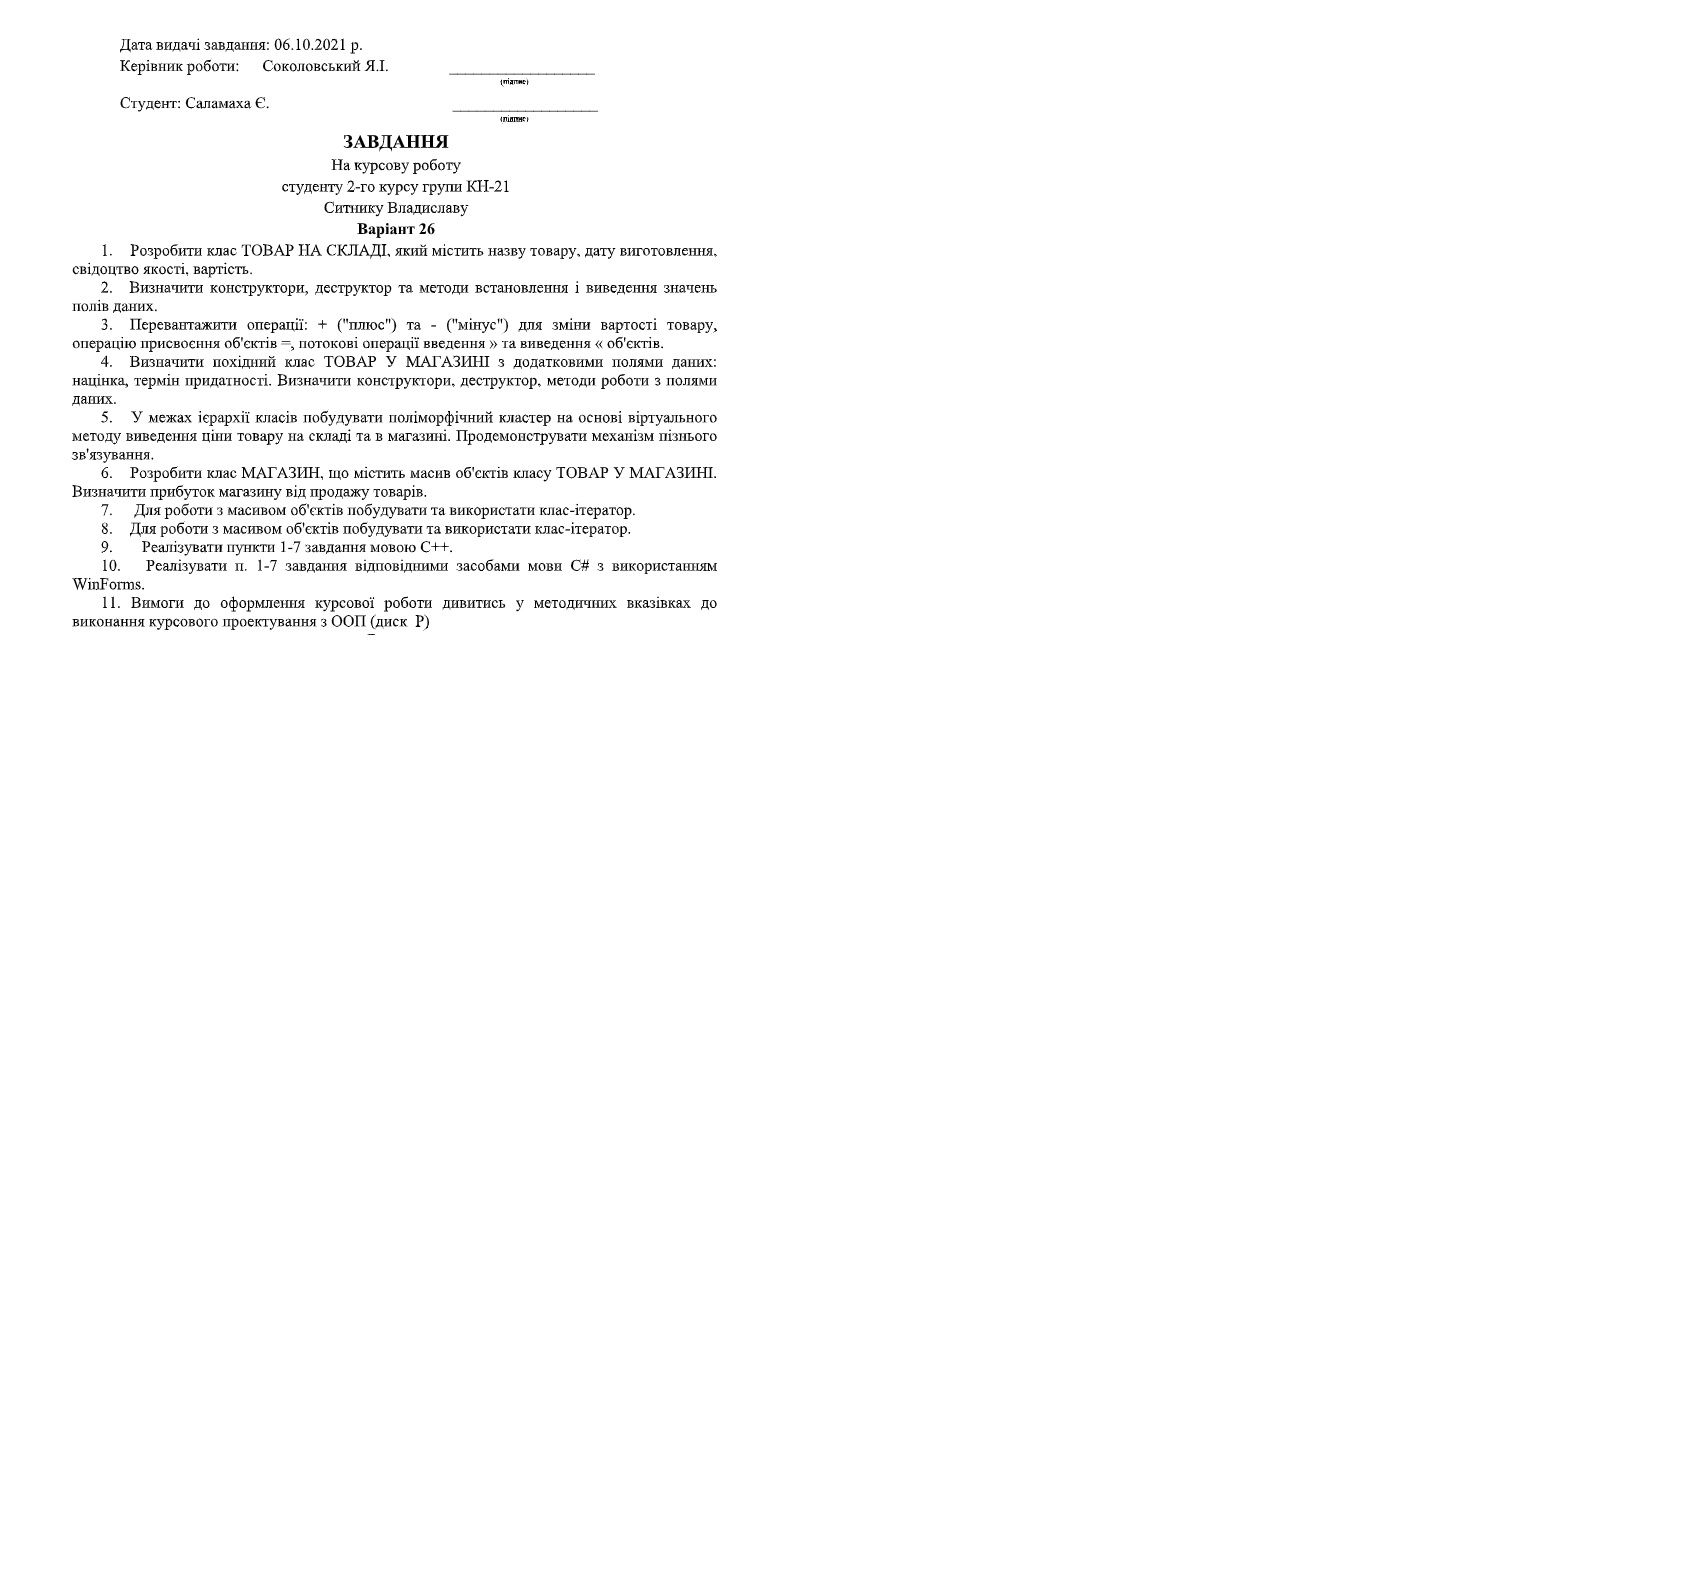 Дата видачі завдання: 06.10.2021 р.
Керівник роботи: Соколовський Я.І. ____________________
(підпис)
Студент: Саламаха Є. ____________________
(підпис)
ЗАВДАННЯ
На курсову роботу
студенту 2-го курсу групи КН-21
Ситнику Владиславу
Варіант 26
1. Розробити клас ТОВАР НА СКЛАДІ, який містить назву товару, дату виготовлення,
свідоцтво якості, вартість.
2. Визначити конструктори, деструктор та методи встановлення і виведення значень
полів даних.
3. Перевантажити операції: + ("плюс") та - ("мінус") для зміни вартості товару,
операцію присвоєння об'єктів =, потокові операції введення » та виведення « об'єктів.
4. Визначити похідний клас ТОВАР У МАГАЗИНІ з додатковими полями даних:
націнка, термін придатності. Визначити конструктори, деструктор, методи роботи з полями
даних.
5. У межах ієрархії класів побудувати поліморфічний кластер на основі віртуального
методу виведення ціни товару на складі та в магазині. Продемонструвати механізм пізнього
зв'язування.
6. Розробити клас МАГАЗИН, що містить масив об'єктів класу ТОВАР У МАГАЗИНІ.
Визначити прибуток магазину від продажу товарів.
7. Для роботи з масивом об'єктів побудувати та використати клас-ітератор.
8. Для роботи з масивом об'єктів побудувати та використати клас-ітератор.
9. Реалізувати пункти 1-7 завдання мовою С++.
10. Реалізувати п. 1-7 завдання відповідними засобами мови С# з використанням
WinForms.
11. Вимоги до оформлення курсової роботи дивитись у методичних вказівках до
виконання курсового проектування з ООП (диск Р)